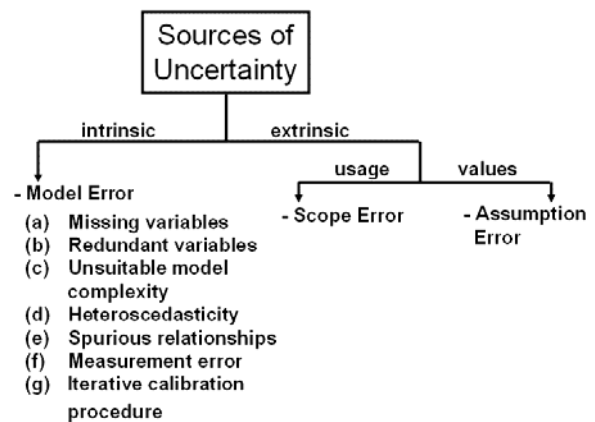 Sources of
Uncertainty
intrinsic
extrinsic
usage
values
- Model Error
(a) Missing variables
(b) Redundant variables
(c) Unsuitable model
complexity
(d) Heteroscedasticity
(e) Spurious relationships
(f) Measurement error
(g) Iterative calibration
procedure
- Scope Error
- Assumption
Error